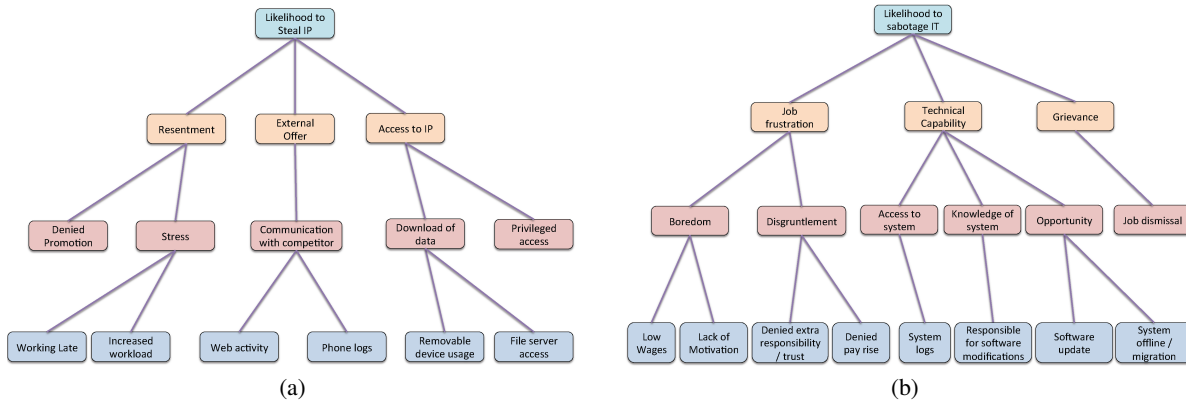 Likelihood to
Steal IP
Resentment
External
Offer
Access to IP
Denied
Promotion
Stress
Communication
with competitor
Download of
data
Privileged
access
Working Late
Increased
workload
Web activity
Phone logs
Removable
device usage
File server
access
(a)
Likelihood to
sabotage IT
Job
frustration
Technical
Capability
Grievance
Boredom
Disgruntlement
Access to
system
Knowledge of
system
Opportunity
Job dismissal
Low
Wages
Lack of
Motivation
Denied extra
responsibility
/ trust
Denied
pay rise
System
logs
Responsible
for software
modifications
Software
update
System
offline /
migration
(b)